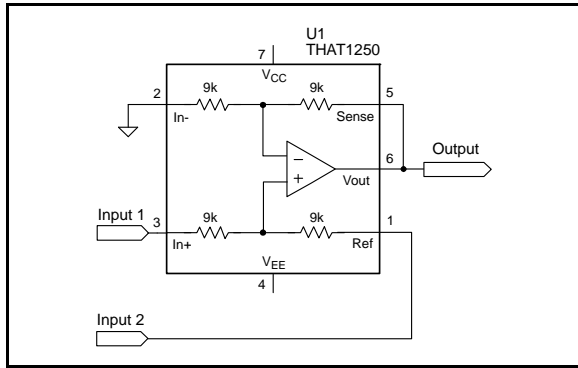 U1
THAT1250
7
VCC
2
9k
9k
5
In-
Sense
Output
6
Vout
Input 1
3
9k
9k
1
In+
Ref
VEE
4
Input 2